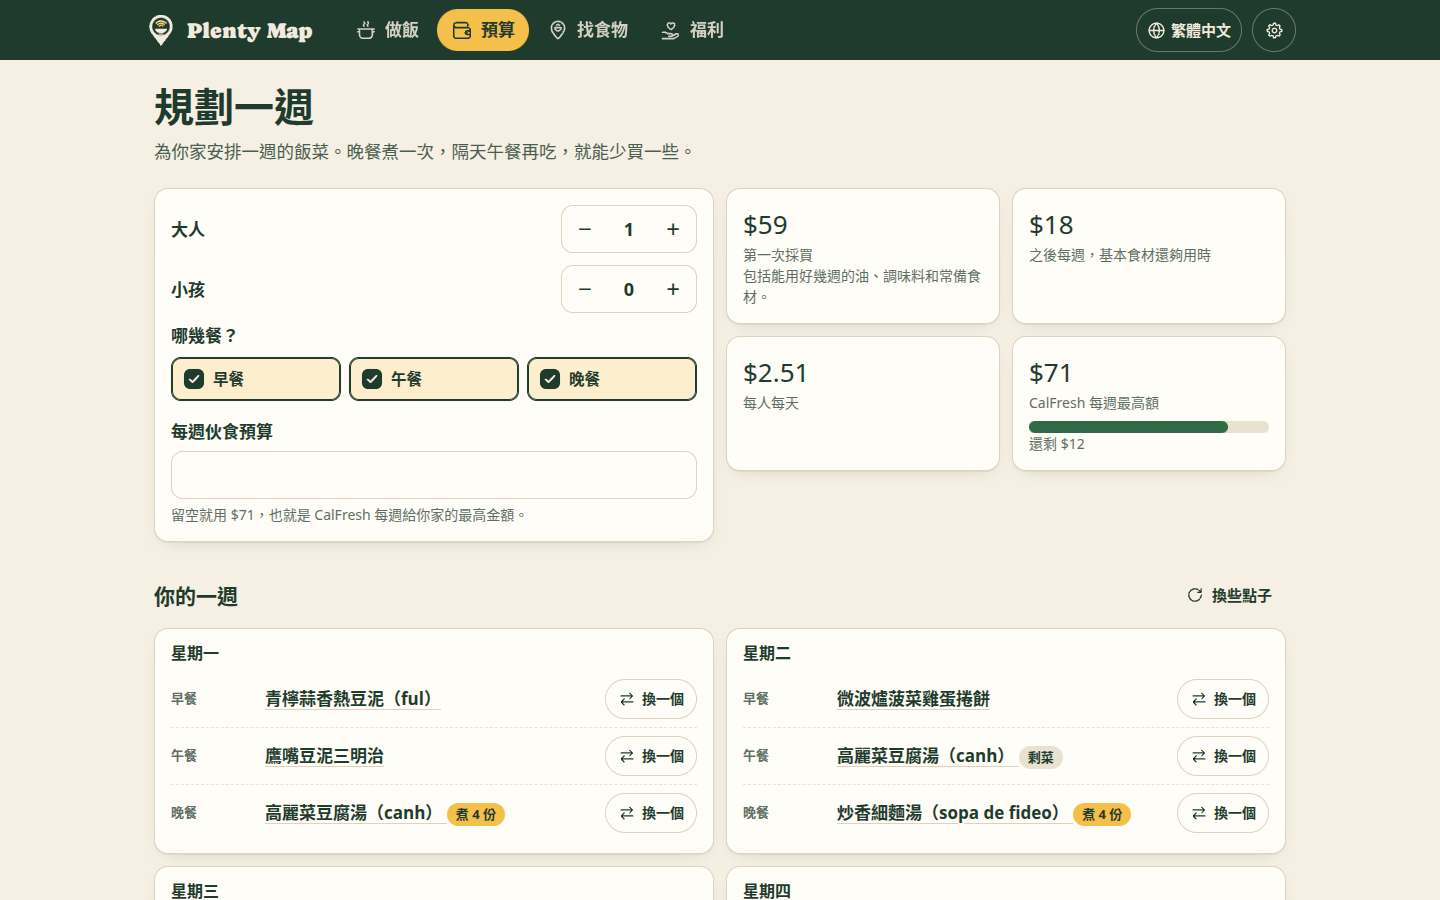 Plenty Map
做飯
預算
找食物
福利
繁體中文
規劃一週
為你家安排一週的飯菜。晚餐煮一次，隔天午餐再吃，就能少買一些。
大人
− 1 +
小孩
− 0 +
哪幾餐？
早餐
午餐
晚餐
每週伙食預算
留空就用 $71，也就是 CalFresh 每週給你家的最高金額。
$59
第一次採買
包括能用好幾週的油、調味料和常備食
材。
$18
之後每週，基本食材還夠用時
$2.51
每人每天
$71
CalFresh 每週最高額
還剩 $12
你的一週
換些點子
星期一
早餐
青檸蒜香熱豆泥（ful）
換一個
午餐
鷹嘴豆泥三明治
換一個
晚餐
高麗菜豆腐湯（canh）
煮 4 份
換一個
星期二
早餐
微波爐菠菜雞蛋捲餅
換一個
午餐
高麗菜豆腐湯（canh）
剩菜
換一個
晚餐
炒香細麵湯（sopa de fideo）
煮 4 份
換一個
星期三
星期四